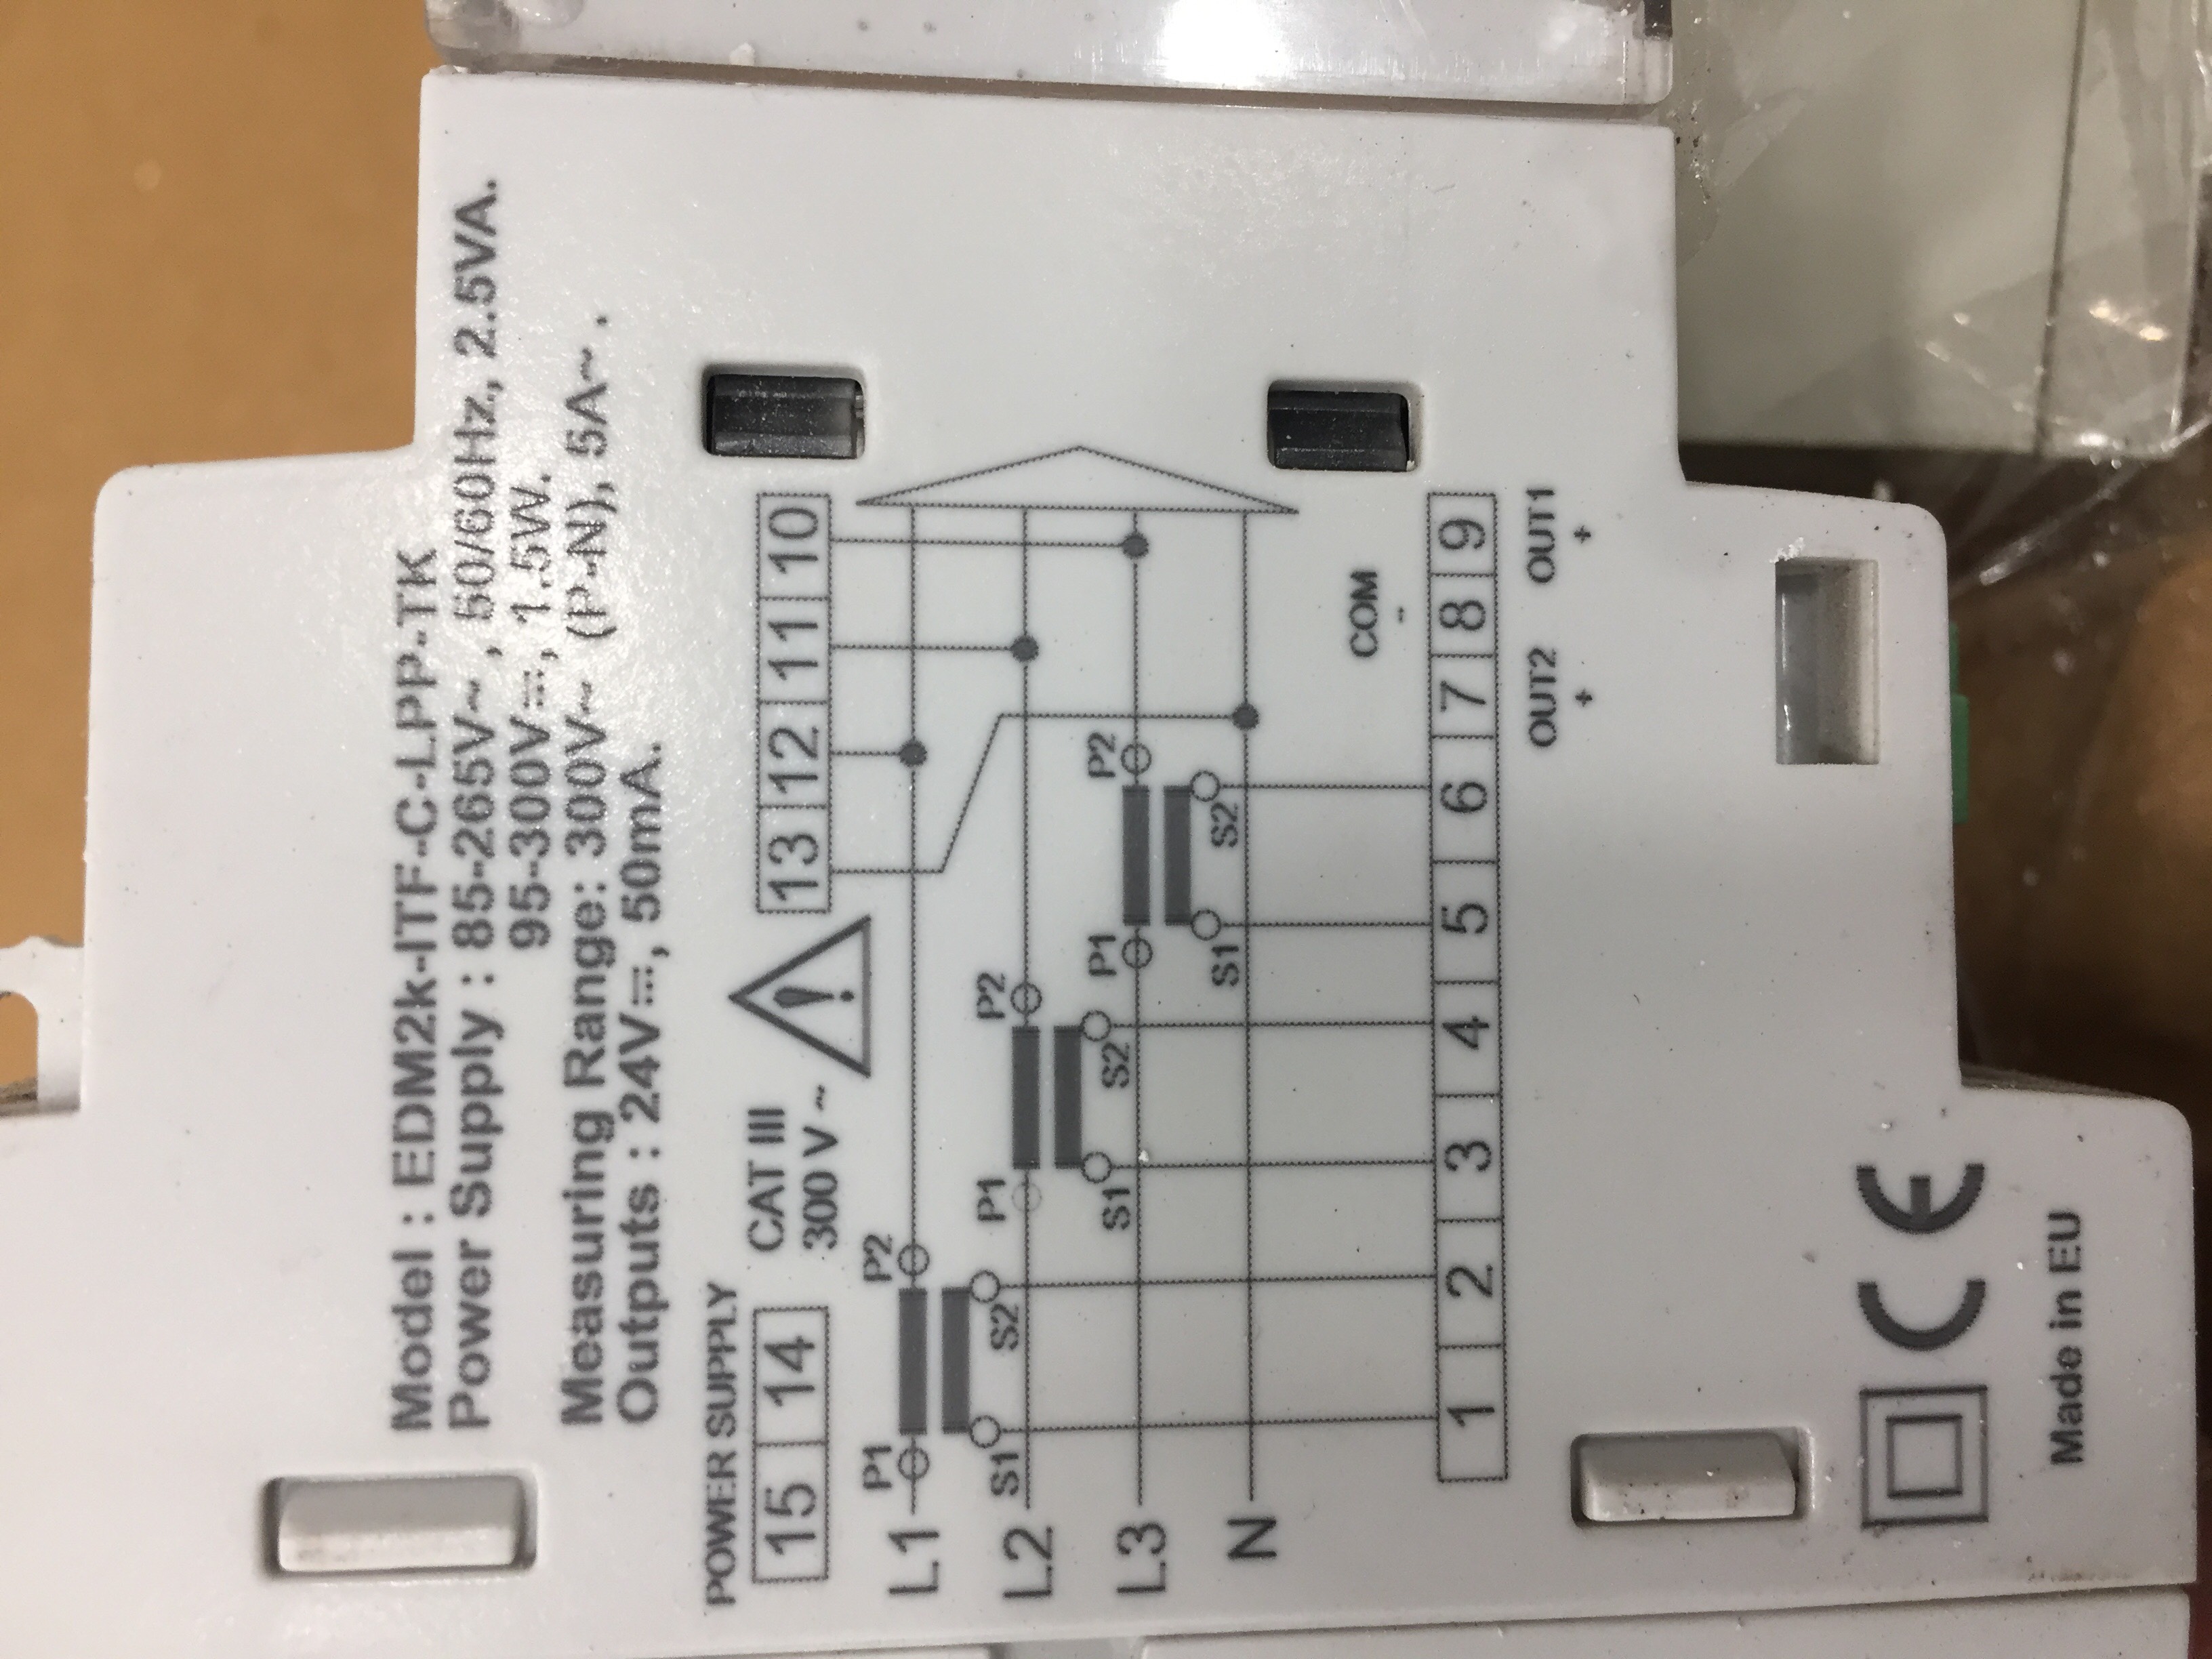 Model : EDM2k-ITF-C-LPP-TK
Power Supply : 85-265V~ , 50/60Hz, 2.5VA.
95-300V⎓, 1.5W.
Measuring Range: 300V~ (P-N), 5A~ .
Outputs : 24V⎓, 50mA.
POWER SUPPLY
CAT III
300 V ~
15 14
13 12 11 10
L1 P1 P2
S1 S2
L2 P1 P2
S1 S2
L3 P1 P2
S1 S2
N
COM
-
1 2 3 4 5 6 7 8 9
OUT2 OUT1
+ +
CE
Made in EU